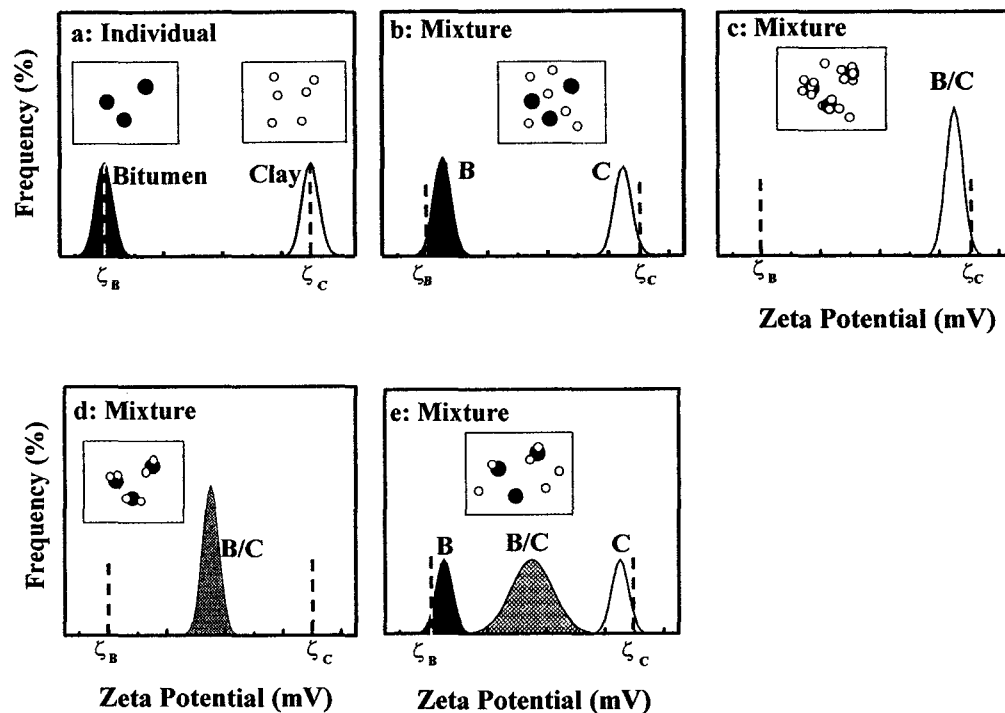 a: Individual
Frequency (%)
Bitumen
Clay
ζB
ζC
b: Mixture
B
C
ζB
ζC
c: Mixture
B/C
ζB
ζC
Zeta Potential (mV)
d: Mixture
Frequency (%)
B/C
ζB
ζC
Zeta Potential (mV)
e: Mixture
B
B/C
C
ζB
ζC
Zeta Potential (mV)